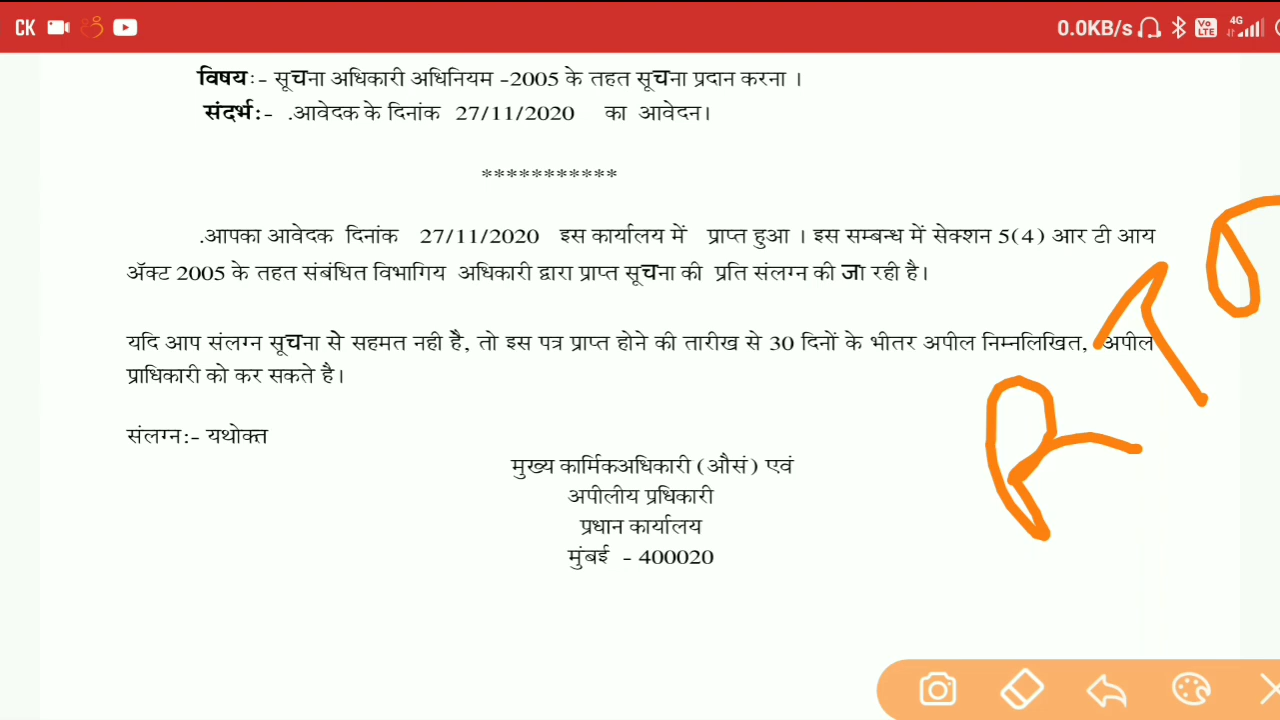 CK 0.0KB/s Vo LTE 4G
विषयः- सूचना अधिकारी अधिनियम -2005 के तहत सूचना प्रदान करना ।
संदर्भः- .आवेदक के दिनांक 27/11/2020 का आवेदन।
***********
.आपका आवेदक दिनांक 27/11/2020 इस कार्यालय में प्राप्त हुआ । इस सम्बन्ध में सेक्शन 5(4) आर टी आय
ॲक्ट 2005 के तहत संबंधित विभागिय अधिकारी द्वारा प्राप्त सूचना की प्रति संलग्न की जा रही है।
यदि आप संलग्न सूचना से सहमत नही है, तो इस पत्र प्राप्त होने की तारीख से 30 दिनों के भीतर अपील निम्नलिखित, अपील
प्राधिकारी को कर सकते है।
संलग्नः- यथोक्त
मुख्य कार्मिकअधिकारी (औसं) एवं
अपीलीय प्रधिकारी
प्रधान कार्यालय
मुंबई - 400020
R T